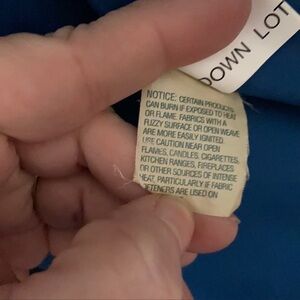 DOWN LOT
NOTICE: CERTAIN PRODUCTS
CAN BURN IF EXPOSED TO HEAT
OR FLAME. FABRICS WITH A
FUZZY SURFACE OR OPEN WEAVE
ARE MORE EASILY IGNITED.
USE CAUTION NEAR OPEN
FLAMES, CANDLES, CIGARETTES,
KITCHEN RANGES, FIREPLACES
OR OTHER SOURCES OF INTENSE
HEAT, PARTICULARLY IF FABRIC
TENERS ARE USED ON